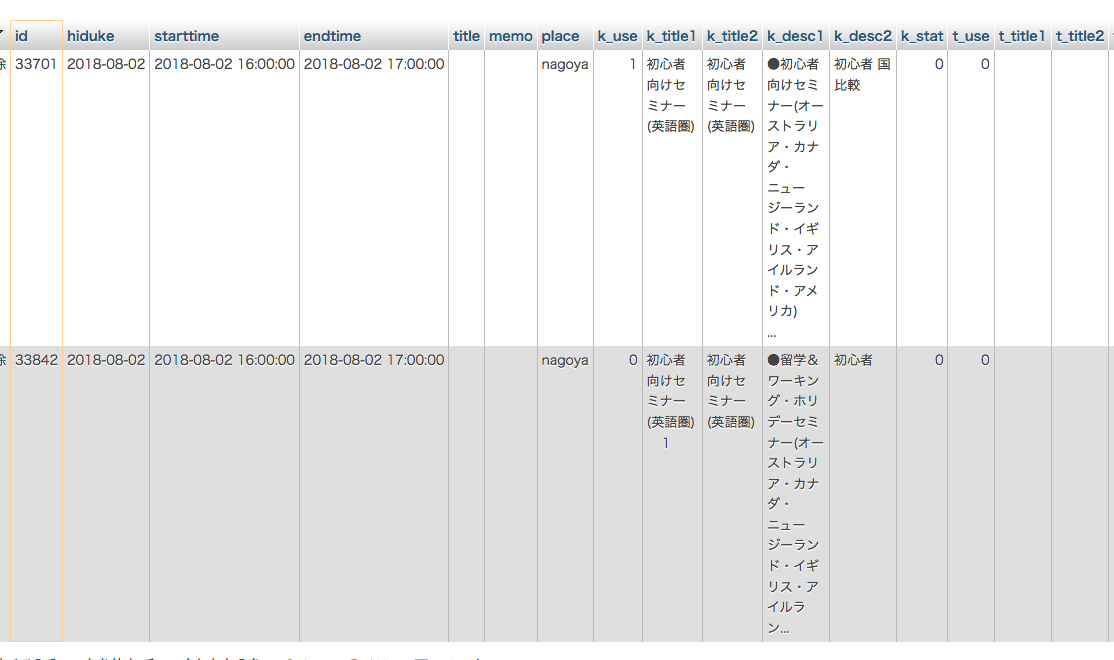 id hiduke starttime endtime title memo place k_use k_title1 k_title2 k_desc1 k_desc2 k_stat t_use t_title1 t_title2
除 33701 2018-08-02 2018-08-02 16:00:00 2018-08-02 17:00:00 nagoya 1 初心者 初心者 ●初心者 初心者 国 0 0
向けセ 向けセ 向けセミ 比較
ミナー ミナー ナー(オー
(英語圏) (英語圏) ストラリ
ア・カナ
ダ・
ニュー
ジーラン
ド・イギ
リス・ア
イルラン
ド・アメ
リカ)
...
除 33842 2018-08-02 2018-08-02 16:00:00 2018-08-02 17:00:00 nagoya 0 初心者 初心者 ●留学＆ 初心者 0 0
向けセ 向けセ ワーキン
ミナー ミナー グ・ホリ
(英語圏) (英語圏) デーセミ
1 ナー(オー
ストラリ
ア・カナ
ダ・
ニュー
ジーラン
ド・イギ
リス・ア
イルラ
ン...